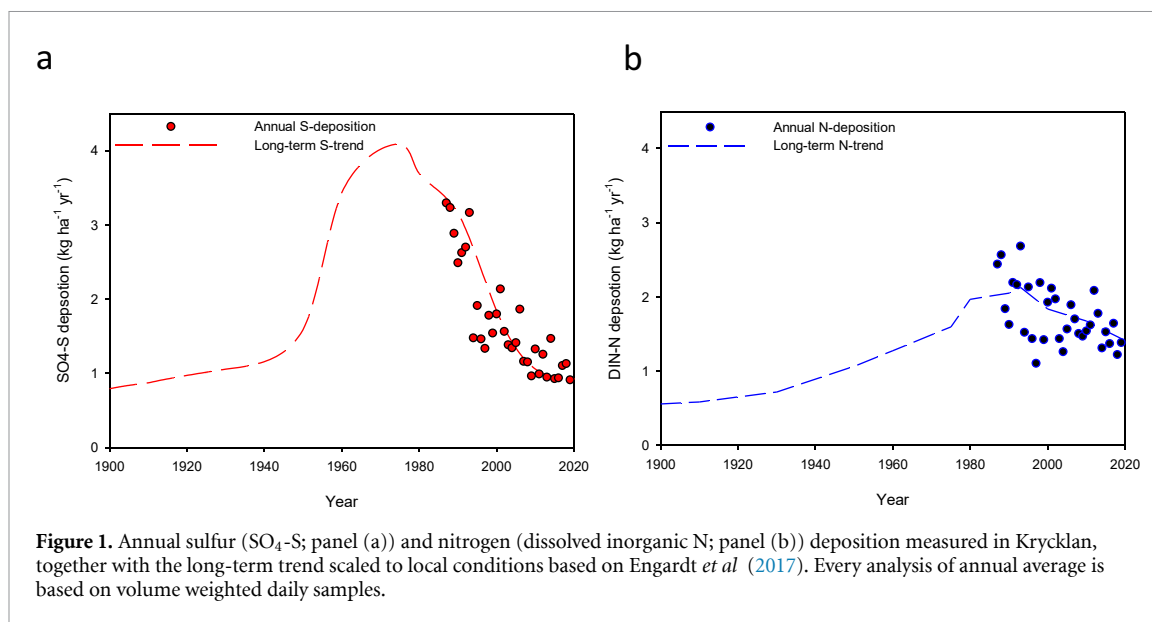 a
b
Annual S-deposition
Long-term S-trend
4
3
2
1
0
SO4-S depsotion (kg ha⁻¹ yr⁻¹)
1900 1920 1940 1960 1980 2000 2020
Year
Annual N-deposition
Long-term N-trend
4
3
2
1
0
DIN-N depsotion (kg ha⁻¹ yr⁻¹)
1900 1920 1940 1960 1980 2000 2020
Year
Figure 1. Annual sulfur (SO₄-S; panel (a)) and nitrogen (dissolved inorganic N; panel (b)) deposition measured in Krycklan,
together with the long-term trend scaled to local conditions based on Engardt et al (2017). Every analysis of annual average is
based on volume weighted daily samples.